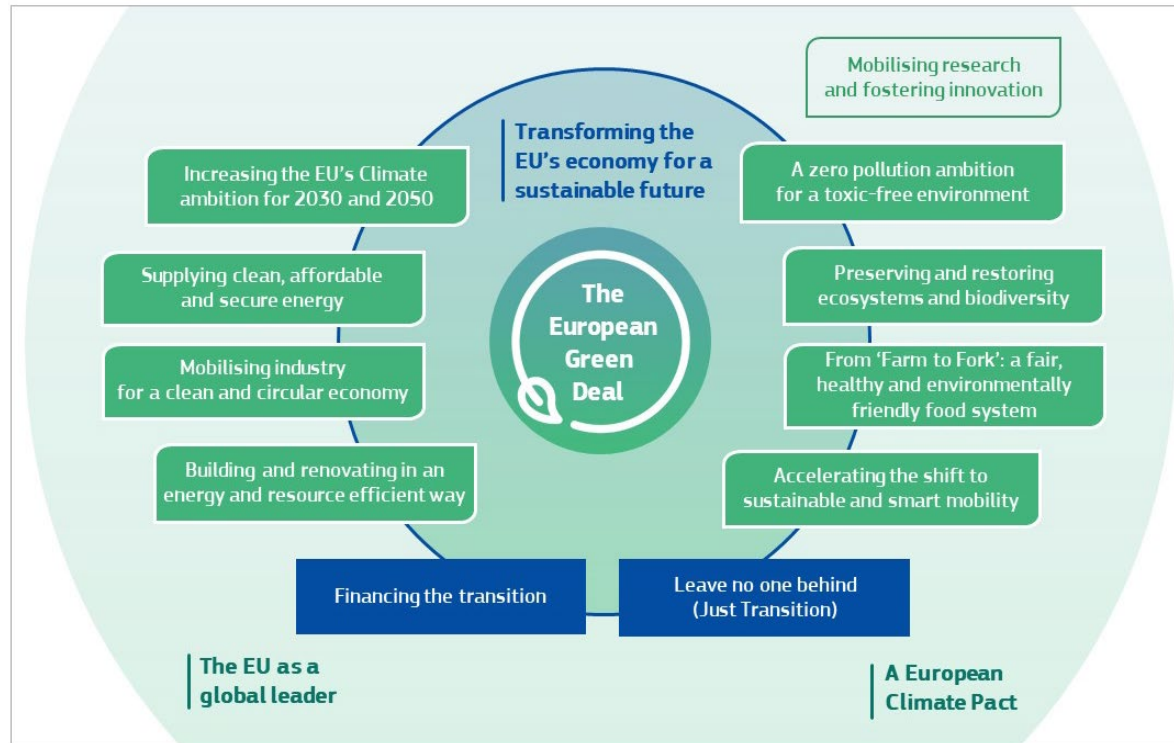 Mobilising research
and fostering innovation
Transforming the
EU's economy for a
sustainable future
Increasing the EU's Climate
ambition for 2030 and 2050
A zero pollution ambition
for a toxic-free environment
Supplying clean, affordable
and secure energy
Preserving and restoring
ecosystems and biodiversity
The
European
Green
Deal
Mobilising industry
for a clean and circular economy
From ‘Farm to Fork’: a fair,
healthy and environmentally
friendly food system
Building and renovating in an
energy and resource efficient way
Accelerating the shift to
sustainable and smart mobility
Financing the transition
Leave no one behind
(Just Transition)
The EU as a
global leader
A European
Climate Pact